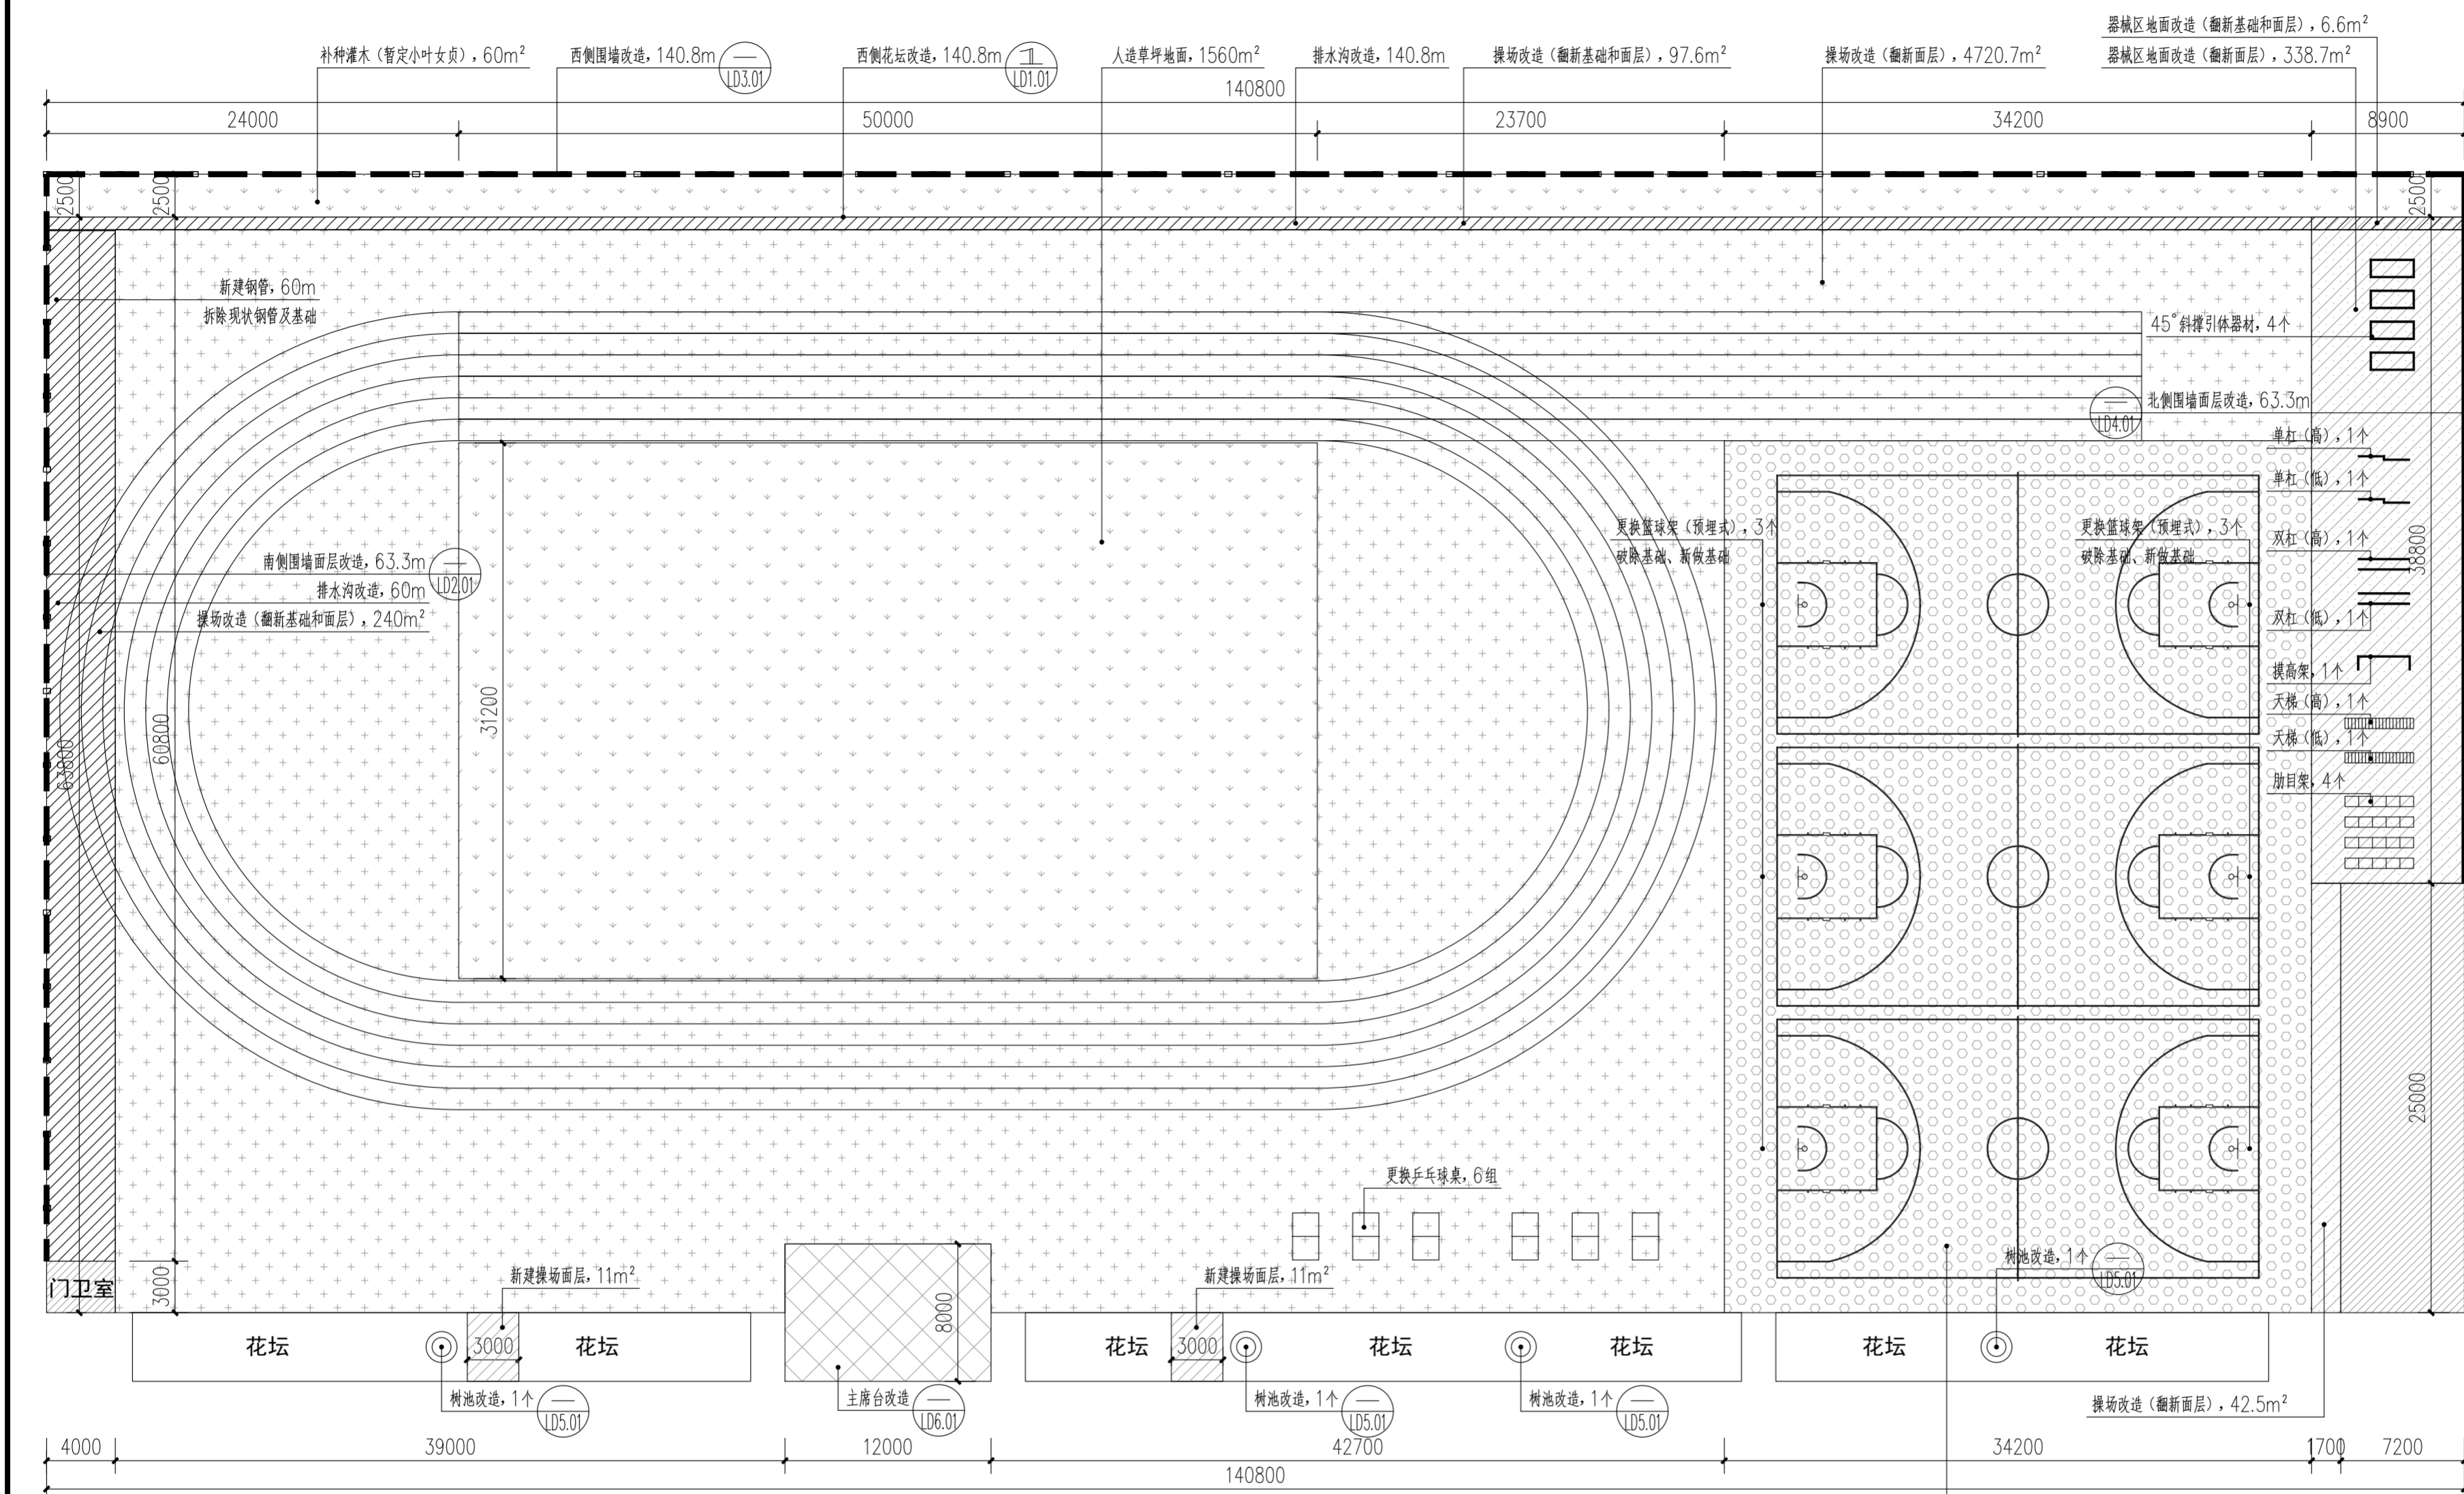 器械区地面改造（翻新基础和面层），6.6m²
补种灌木（暂定小叶女贞），60m²
西侧围墙改造，140.8m
—
LD3.01
西侧花坛改造，140.8m
1
LD1.01
人造草坪地面，1560m²
排水沟改造，140.8m
操场改造（翻新基础和面层），97.6m²
操场改造（翻新面层），4720.7m²
器械区地面改造（翻新面层），338.7m²
140800
24000
50000
23700
34200
8900
2500
2500
2500
新建钢管，60m
拆除现状钢管及基础
45°斜撑引体器材，4个
北侧围墙面层改造，63.3m
—
LD4.01
单杠（高），1个
单杠（低），1个
更换篮球架（预埋式），3个
破除基础、新做基础
更换篮球架（预埋式），3个
破除基础、新做基础
双杠（高），1个
38800
南侧围墙面层改造，63.3m
—
LD2.01
排水沟改造，60m
操场改造（翻新基础和面层），240m²
双杠（低），1个
摸高架，1个
天梯（高），1个
31200
60800
63800
天梯（低），1个
肋目架，4个
25000
更换乒乓球桌，6组
树池改造，1个
—
LD5.01
门卫室
3000
新建操场面层，11m²
新建操场面层，11m²
8000
花坛
3000
花坛
花坛
3000
花坛
花坛
花坛
花坛
树池改造，1个
—
LD5.01
主席台改造
—
LD6.01
树池改造，1个
—
LD5.01
树池改造，1个
—
LD5.01
操场改造（翻新面层），42.5m²
4000
39000
12000
42700
34200
1700
7200
140800